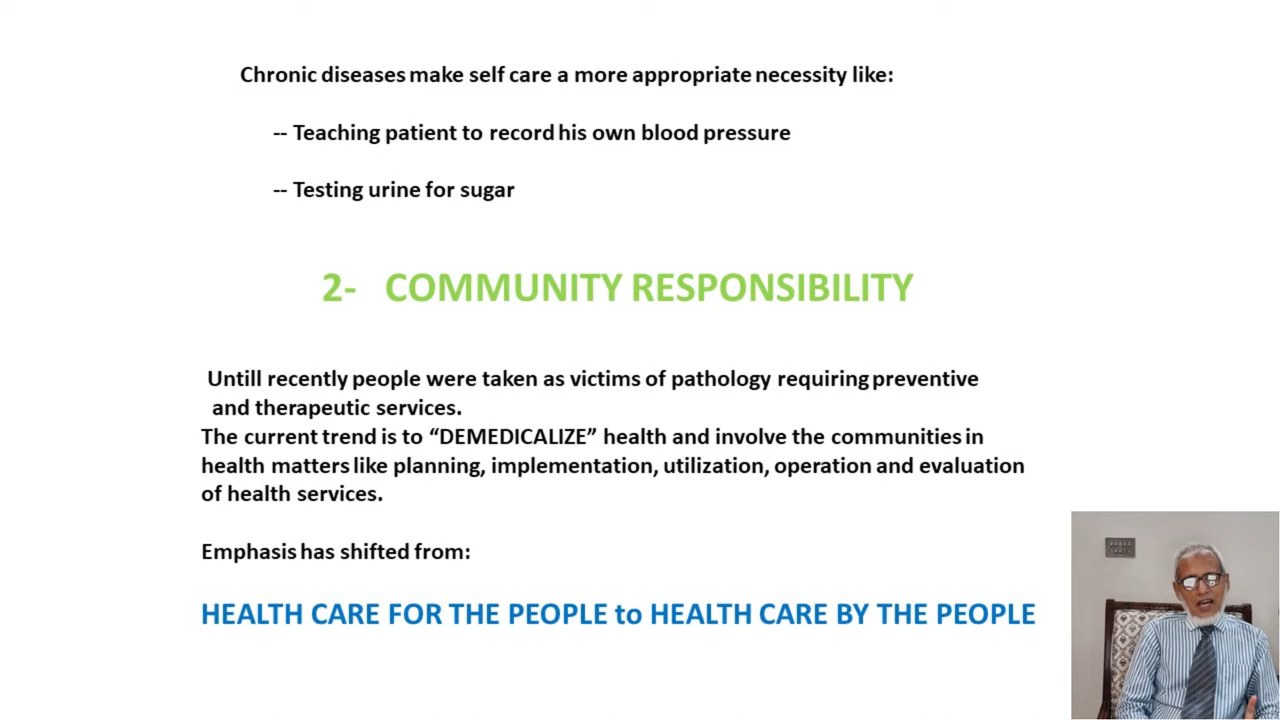 Chronic diseases make self care a more appropriate necessity like:
-- Teaching patient to record his own blood pressure
-- Testing urine for sugar
2- COMMUNITY RESPONSIBILITY
Untill recently people were taken as victims of pathology requiring preventive
and therapeutic services.
The current trend is to “DEMEDICALIZE” health and involve the communities in
health matters like planning, implementation, utilization, operation and evaluation
of health services.
Emphasis has shifted from:
HEALTH CARE FOR THE PEOPLE to HEALTH CARE BY THE PEOPLE